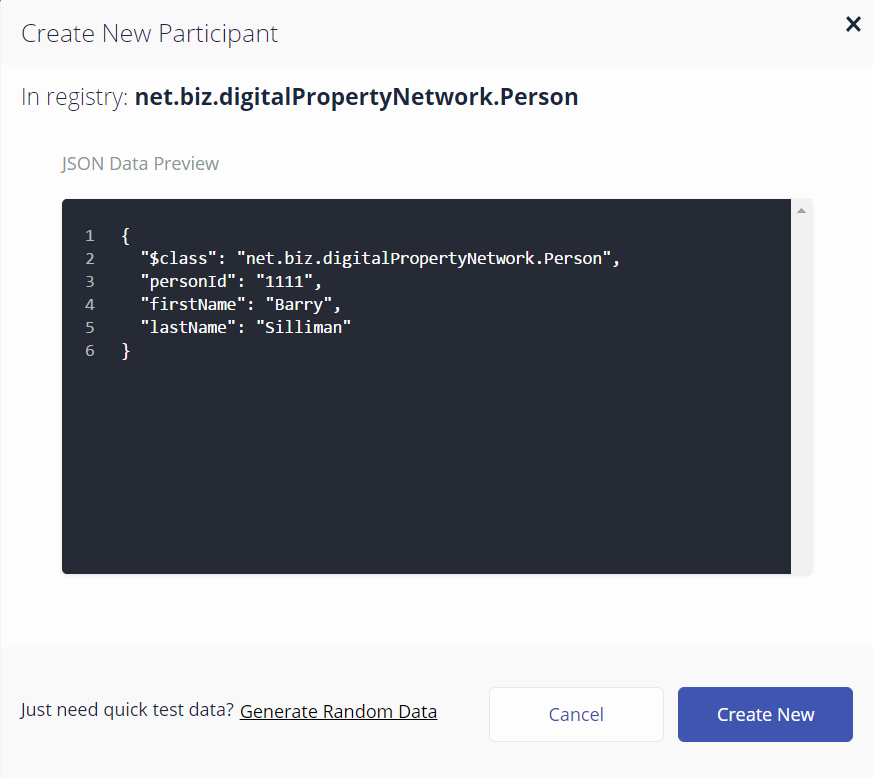 Create New Participant
In registry: net.biz.digitalPropertyNetwork.Person
JSON Data Preview
1 {
2 "$class": "net.biz.digitalPropertyNetwork.Person",
3 "personId": "1111",
4 "firstName": "Barry",
5 "lastName": "Silliman"
6 }
Just need quick test data? Generate Random Data
Cancel
Create New